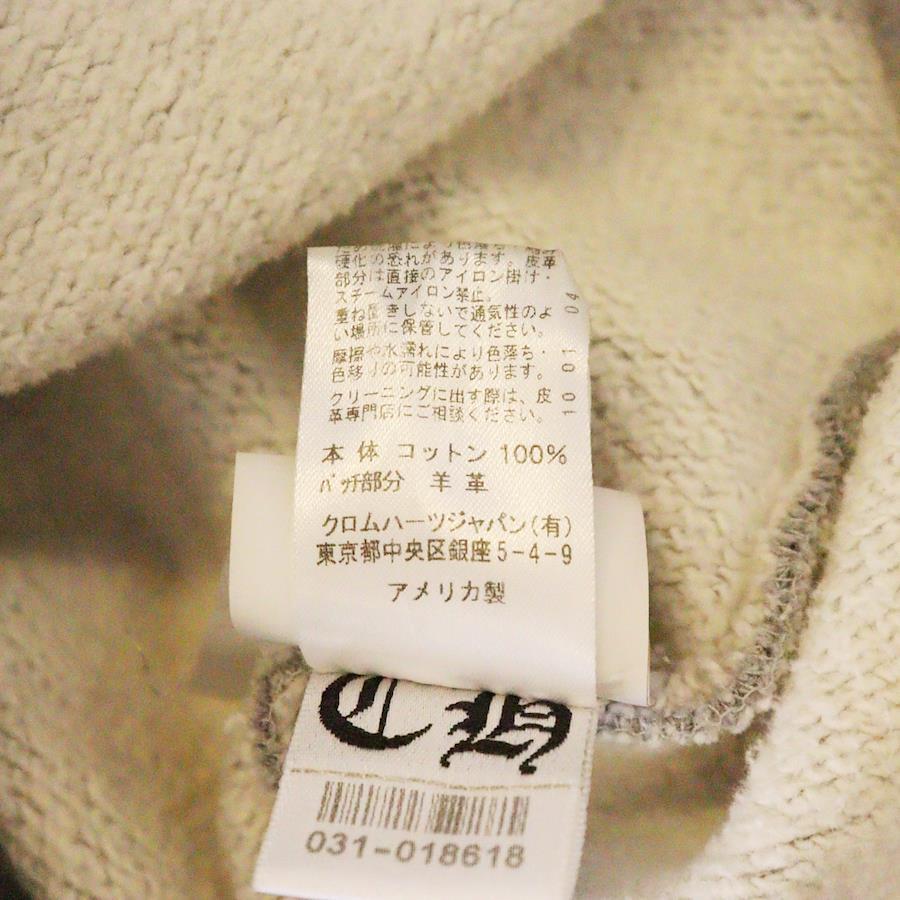 硬化の恐れがあります。皮革
部分は直接のアイロン掛け・
スチームアイロン禁止。
重ね置きしないで通気性のよ
い場所に保管してください。
摩擦や水濡れにより色落ち・
色移りの可能性があります。
クリーニングに出す際は、皮
革専門店にご相談ください。
10 01 04
本体 コットン 100%
パッチ部分 羊革
クロムハーツジャパン(有)
東京都中央区銀座5-4-9
アメリカ製
CH
031-018618